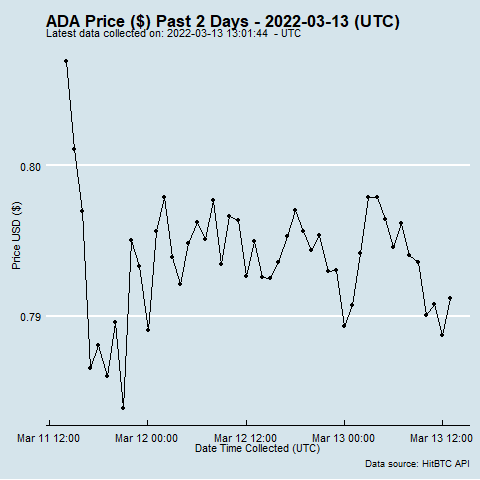 ADA Price ($) Past 2 Days - 2022-03-13 (UTC)
Latest data collected on: 2022-03-13 13:01:44 - UTC
0.80
Price USD ($)
0.79
Mar 11 12:00 Mar 12 00:00 Mar 12 12:00 Mar 13 00:00 Mar 13 12:00
Date Time Collected (UTC)
Data source: HitBTC API